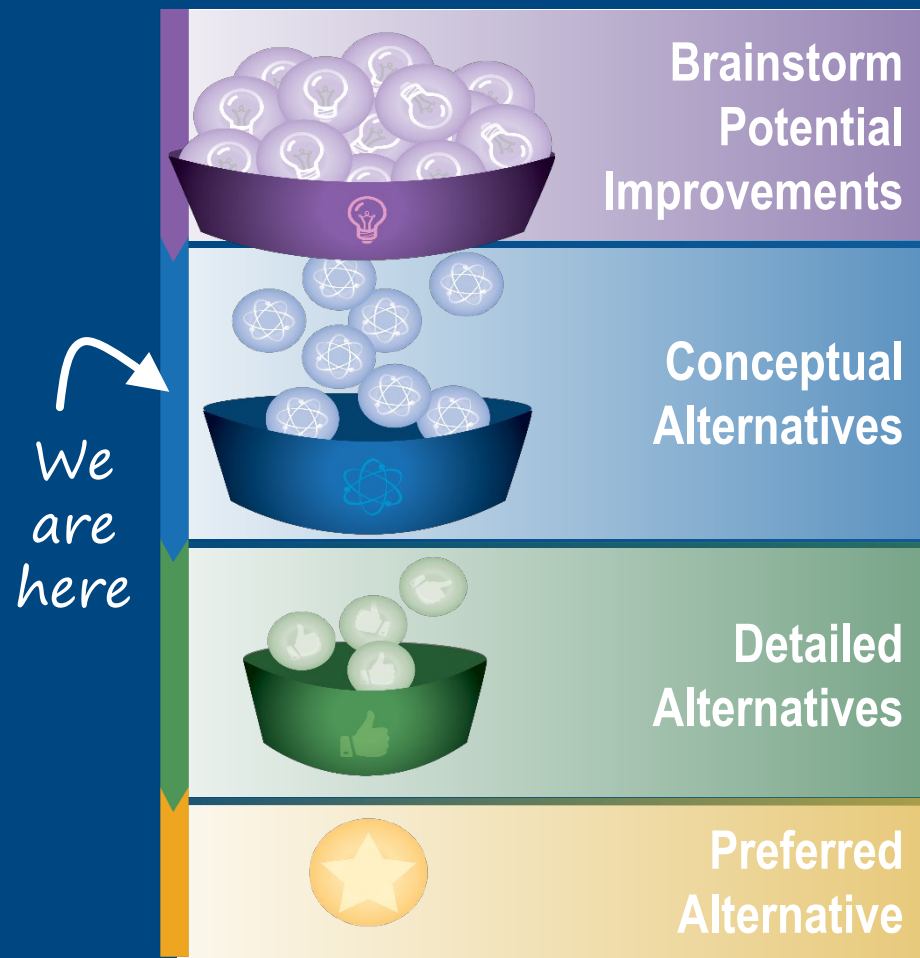 Brainstorm
Potential
Improvements
Conceptual
Alternatives
We
are
here
Detailed
Alternatives
Preferred
Alternative